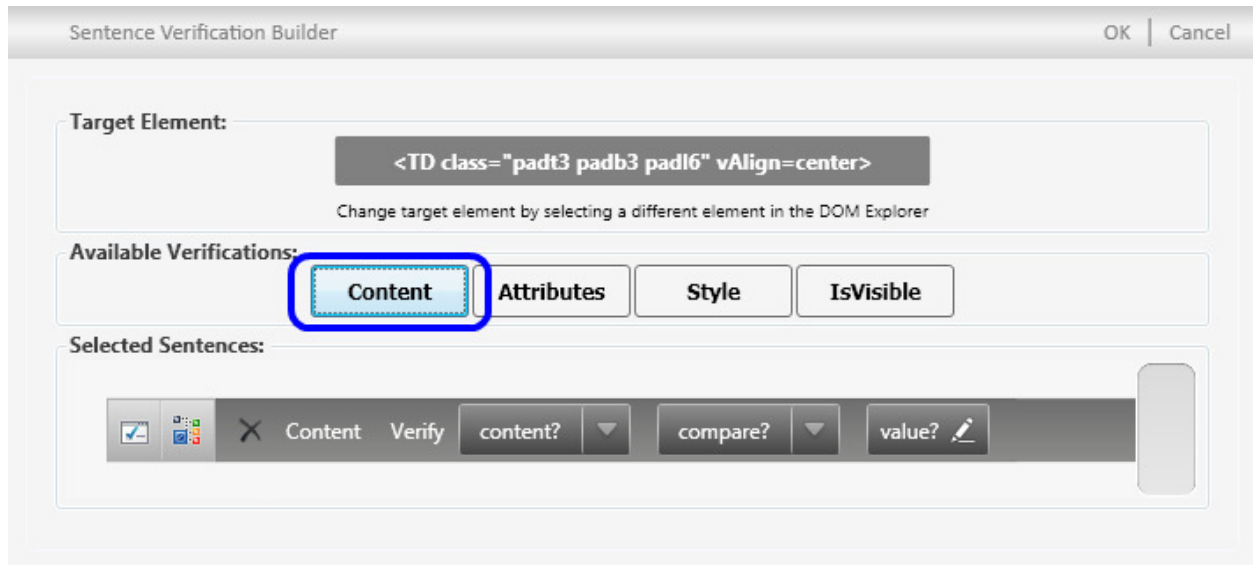 Sentence Verification Builder OK Cancel
Target Element:
<TD class="padt3 padb3 padl6" vAlign=center>
Change target element by selecting a different element in the DOM Explorer
Available Verifications:
Content Attributes Style IsVisible
Selected Sentences:
Content Verify content? compare? value?